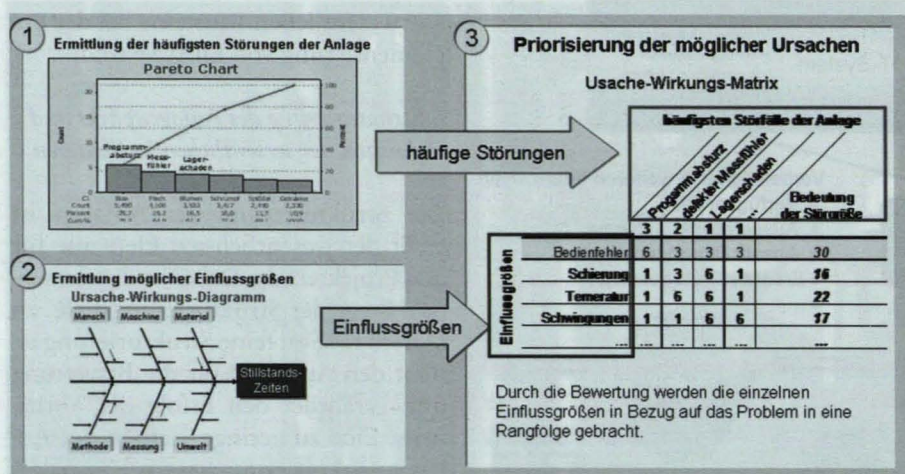 1
Ermittlung der häufigsten Störungen der Anlage
Pareto Chart
Count
Percent
Programm-
absturz
Mess-
fühler
Lager-
schaden
häufige Störungen
2
Ermittlung möglicher Einflussgrößen
Ursache-Wirkungs-Diagramm
Mensch Maschine Material
Stillstands-
Zeiten
Methode Messung Umwelt
Einflussgrößen
3
Priorisierung der möglicher Ursachen
Usache-Wirkungs-Matrix
häufigsten Störfälle der Anlage
Progammabsturz
defekter Messfühler
Lagerschaden
...
Bedeutung
der Störgröße
3 2 1 1
Einflussgrößen
Bedienfehler 6 3 3 3 30
Schierung 1 3 6 1 16
Temeratur 1 6 6 1 22
Schwingungen 1 1 6 6 17
... ... ... ... ... ...
Durch die Bewertung werden die einzelnen
Einflussgrößen in Bezug auf das Problem in eine
Rangfolge gebracht.